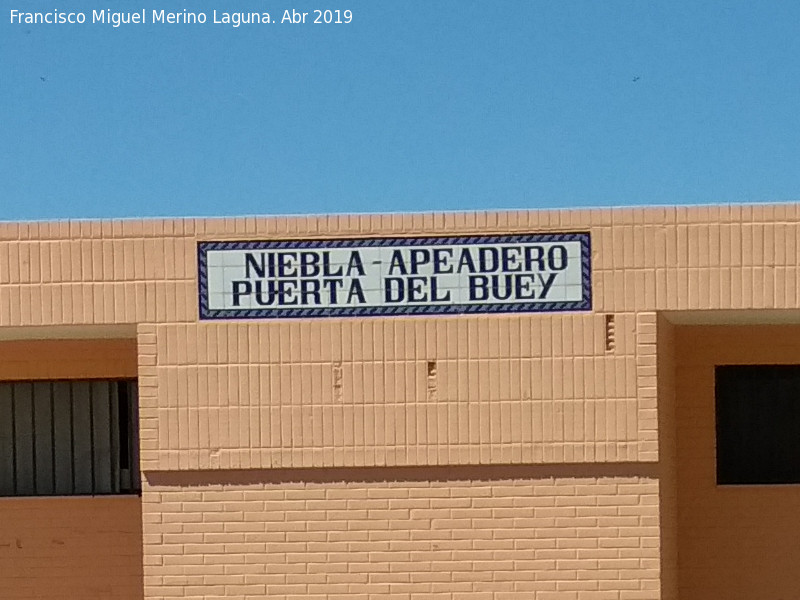 Francisco Miguel Merino Laguna. Abr 2019
NIEBLA - APEADERO
PUERTA DEL BUEY